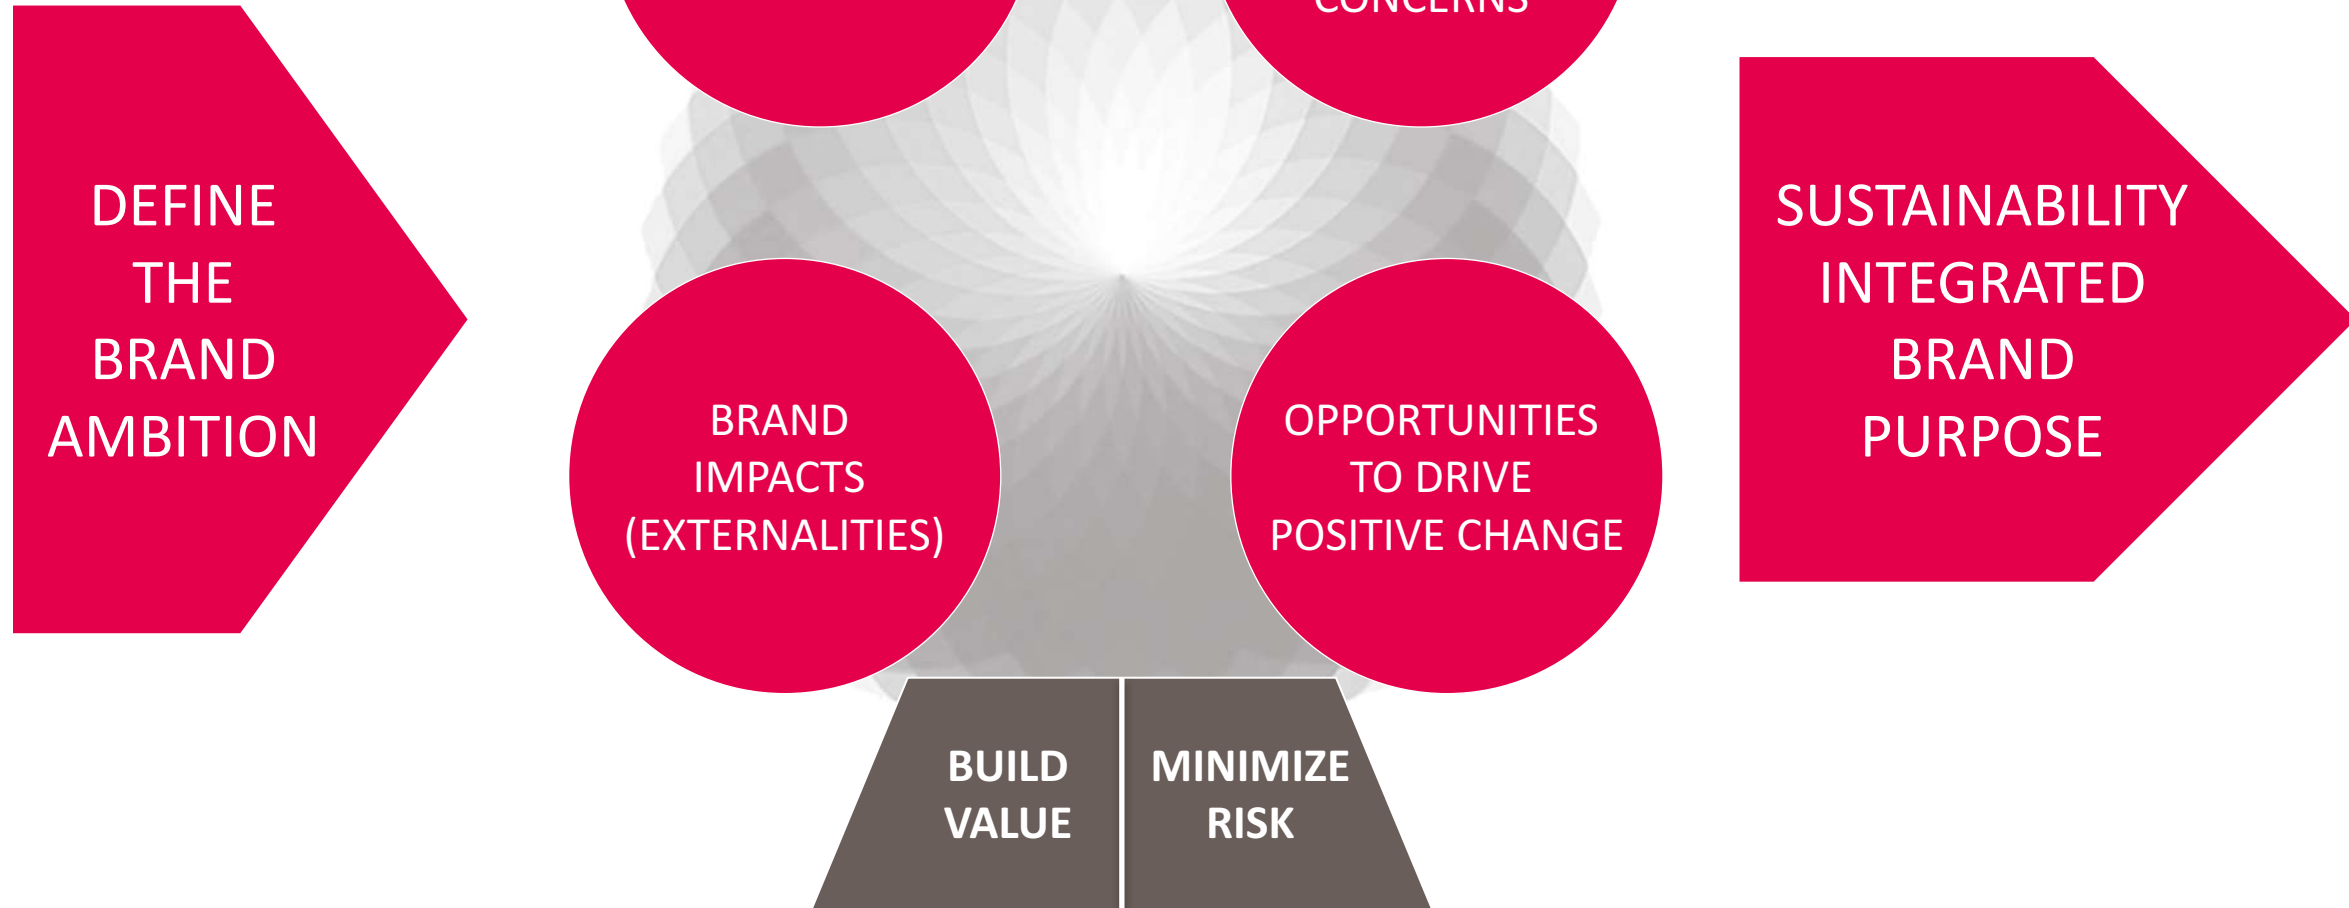 CONCERNS
DEFINE
THE
BRAND
AMBITION
BRAND
IMPACTS
(EXTERNALITIES)
OPPORTUNITIES
TO DRIVE
POSITIVE CHANGE
SUSTAINABILITY
INTEGRATED
BRAND
PURPOSE
BUILD
VALUE
MINIMIZE
RISK